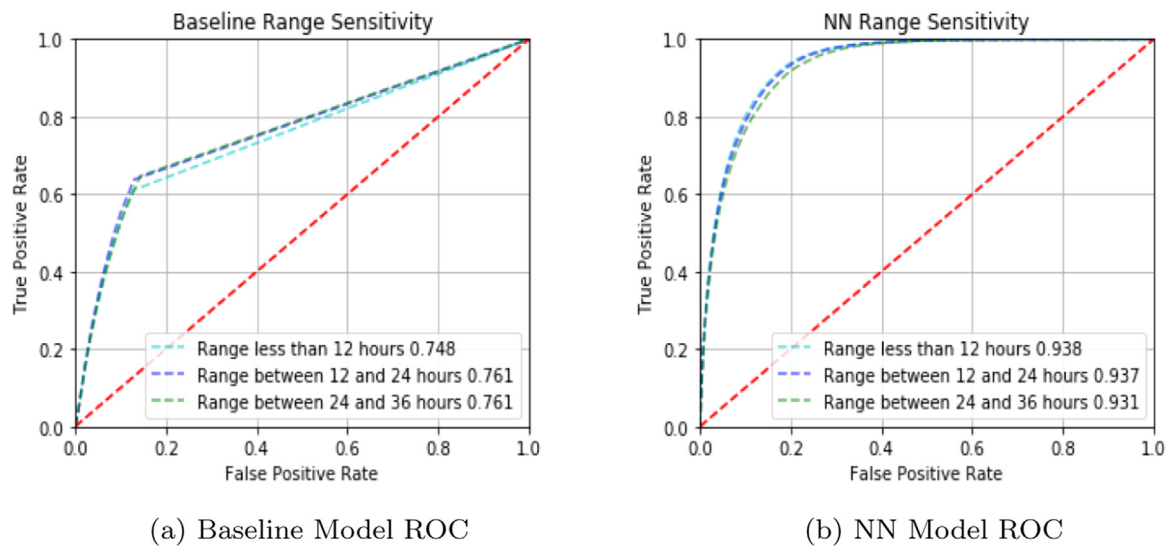 Baseline Range Sensitivity
1.0
0.8
0.6
0.4
0.2
0.0
True Positive Rate
Range less than 12 hours 0.748
Range between 12 and 24 hours 0.761
Range between 24 and 36 hours 0.761
0.0 0.2 0.4 0.6 0.8 1.0
False Positive Rate
(a) Baseline Model ROC
NN Range Sensitivity
1.0
0.8
0.6
0.4
0.2
0.0
True Positive Rate
Range less than 12 hours 0.938
Range between 12 and 24 hours 0.937
Range between 24 and 36 hours 0.931
0.0 0.2 0.4 0.6 0.8 1.0
False Positive Rate
(b) NN Model ROC